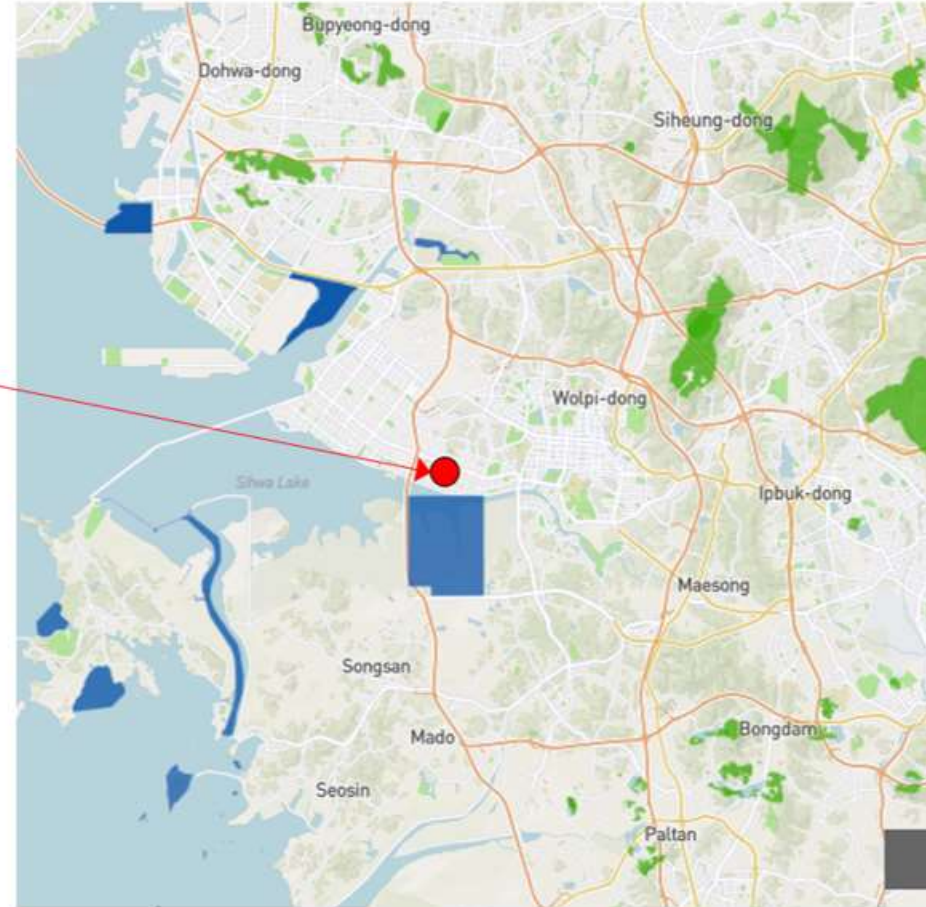 Bupyeong-dong
Dohwa-dong
Siheung-dong
Wolpi-dong
Sihwa Lake
Ipbuk-dong
Maesong
Songsan
Bongdam
Mado
Seosin
Paltan